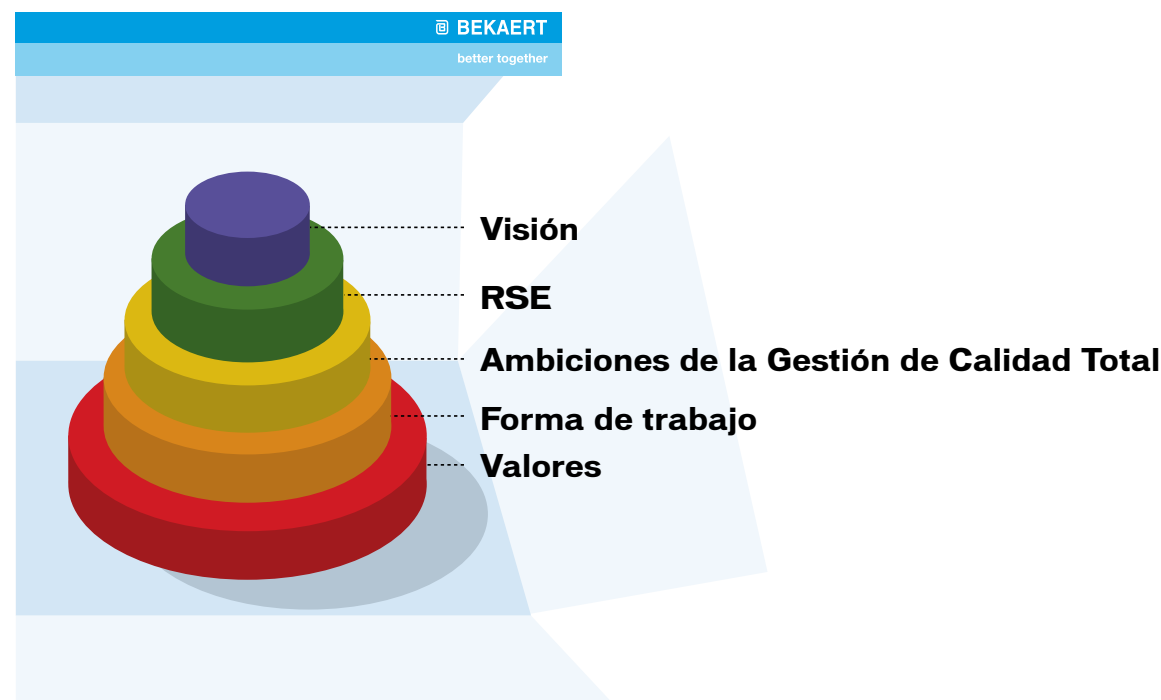 BEKAERT
better together
Visión
RSE
Ambiciones de la Gestión de Calidad Total
Forma de trabajo
Valores